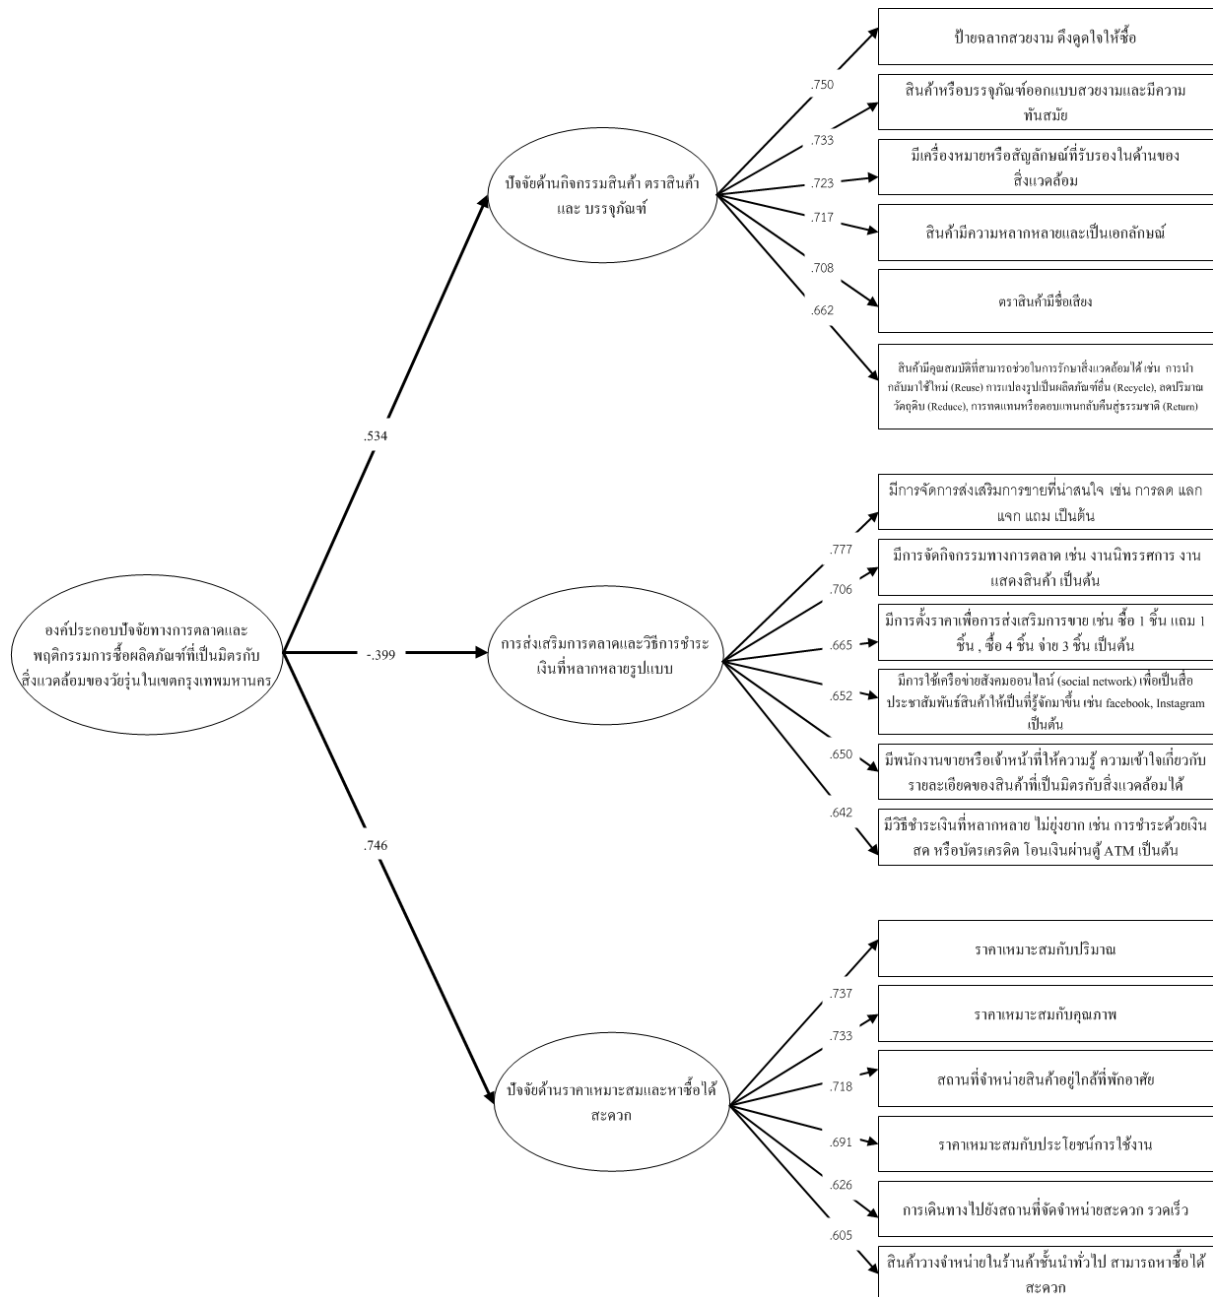 ป้ายฉลากสวยงาม ดึงดูดใจให้ซื้อ
.750
สินค้าหรือบรรจุภัณฑ์ออกแบบสวยงามและมีความ
ทันสมัย
.733
มีเครื่องหมายหรือสัญลักษณ์ที่รับรองในด้านของ
สิ่งแวดล้อม
.723
ปัจจัยด้านกิจกรรมสินค้า ตราสินค้า
และ บรรจุภัณฑ์
.717
สินค้ามีความหลากหลายและเป็นเอกลักษณ์
.708
ตราสินค้ามีชื่อเสียง
.662
สินค้ามีคุณสมบัติที่สามารถช่วยในการรักษาสิ่งแวดล้อมได้ เช่น การนำ
กลับมาใช้ใหม่ (Reuse) การแปลงรูปเป็นผลิตภัณฑ์อื่น (Recycle), ลดปริมาณ
วัตถุดิบ (Reduce), การทดแทนหรือตอบแทนกลับคืนสู่ธรรมชาติ (Return)
.534
มีการจัดการส่งเสริมการขายที่น่าสนใจ เช่น การลด แลก
แจก แถม เป็นต้น
.777
มีการจัดกิจกรรมทางการตลาด เช่น งานนิทรรศการ งาน
แสดงสินค้า เป็นต้น
.706
มีการตั้งราคาเพื่อการส่งเสริมการขาย เช่น ซื้อ 1 ชิ้น แถม 1
ชิ้น , ซื้อ 4 ชิ้น จ่าย 3 ชิ้น เป็นต้น
.665
องค์ประกอบปัจจัยทางการตลาดและ
พฤติกรรมการซื้อผลิตภัณฑ์ที่เป็นมิตรกับ
สิ่งแวดล้อมของวัยรุ่นในเขตกรุงเทพมหานคร
-.399
การส่งเสริมการตลาดและวิธีการชำระ
เงินที่หลากหลายรูปแบบ
มีการใช้เครือข่ายสังคมออนไลน์ (social network) เพื่อเป็นสื่อ
ประชาสัมพันธ์สินค้าให้เป็นที่รู้จักมาขึ้น เช่น facebook, Instagram
เป็นต้น
.652
มีพนักงานขายหรือเจ้าหน้าที่ให้ความรู้ ความเข้าใจเกี่ยวกับ
รายละเอียดของสินค้าที่เป็นมิตรกับสิ่งแวดล้อมได้
.650
.642
มีวิธีชำระเงินที่หลากหลาย ไม่ยุ่งยาก เช่น การชำระด้วยเงิน
สด หรือบัตรเครดิต โอนเงินผ่านตู้ ATM เป็นต้น
.746
ราคาเหมาะสมกับปริมาณ
.737
ราคาเหมาะสมกับคุณภาพ
.733
สถานที่จำหน่ายสินค้าอยู่ใกล้ที่พักอาศัย
.718
ปัจจัยด้านราคาเหมาะสมและหาซื้อได้
สะดวก
ราคาเหมาะสมกับประโยชน์การใช้งาน
.691
.626
การเดินทางไปยังสถานที่จัดจำหน่ายสะดวก รวดเร็ว
.605
สินค้าวางจำหน่ายในร้านค้าชั้นนำทั่วไป สามารถหาซื้อได้
สะดวก